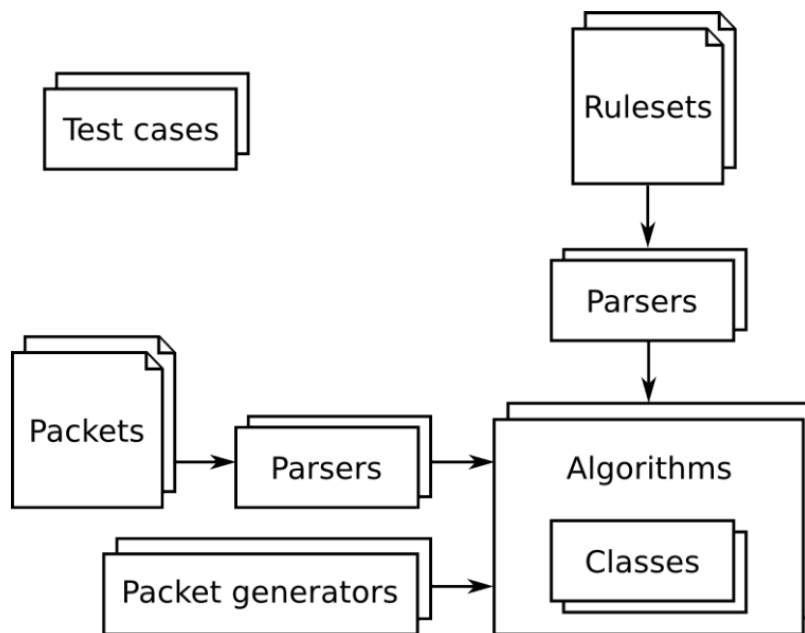 Test cases
Rulesets
Parsers
Packets
Parsers
Algorithms
Classes
Packet generators